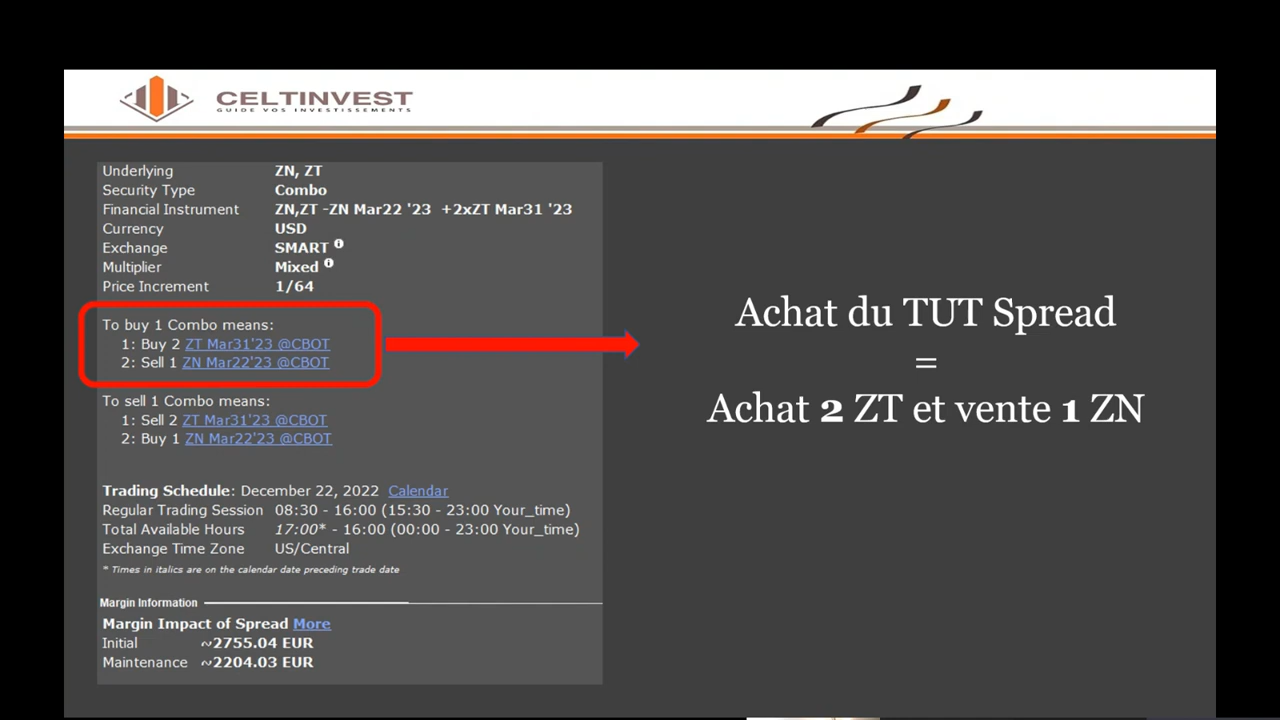 CELTINVEST
GUIDE VOS INVESTISSEMENTS
Underlying ZN, ZT
Security Type Combo
Financial Instrument ZN,ZT -ZN Mar22 '23 +2xZT Mar31 '23
Currency USD
Exchange SMART
Multiplier Mixed
Price Increment 1/64
To buy 1 Combo means:
1: Buy 2 ZT Mar31'23 @CBOT
2: Sell 1 ZN Mar22'23 @CBOT
To sell 1 Combo means:
1: Sell 2 ZT Mar31'23 @CBOT
2: Buy 1 ZN Mar22'23 @CBOT
Trading Schedule: December 22, 2022 Calendar
Regular Trading Session 08:30 - 16:00 (15:30 - 23:00 Your_time)
Total Available Hours 17:00* - 16:00 (00:00 - 23:00 Your_time)
Exchange Time Zone US/Central
* Times in italics are on the calendar date preceding trade date
Margin Information
Margin Impact of Spread More
Initial ~2755.04 EUR
Maintenance ~2204.03 EUR
Achat du TUT Spread
=
Achat 2 ZT et vente 1 ZN